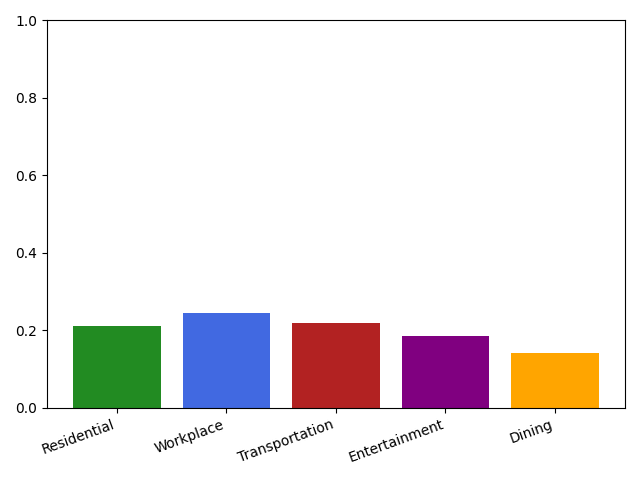 1.0
0.8
0.6
0.4
0.2
0.0
Residential
Workplace
Transportation
Entertainment
Dining